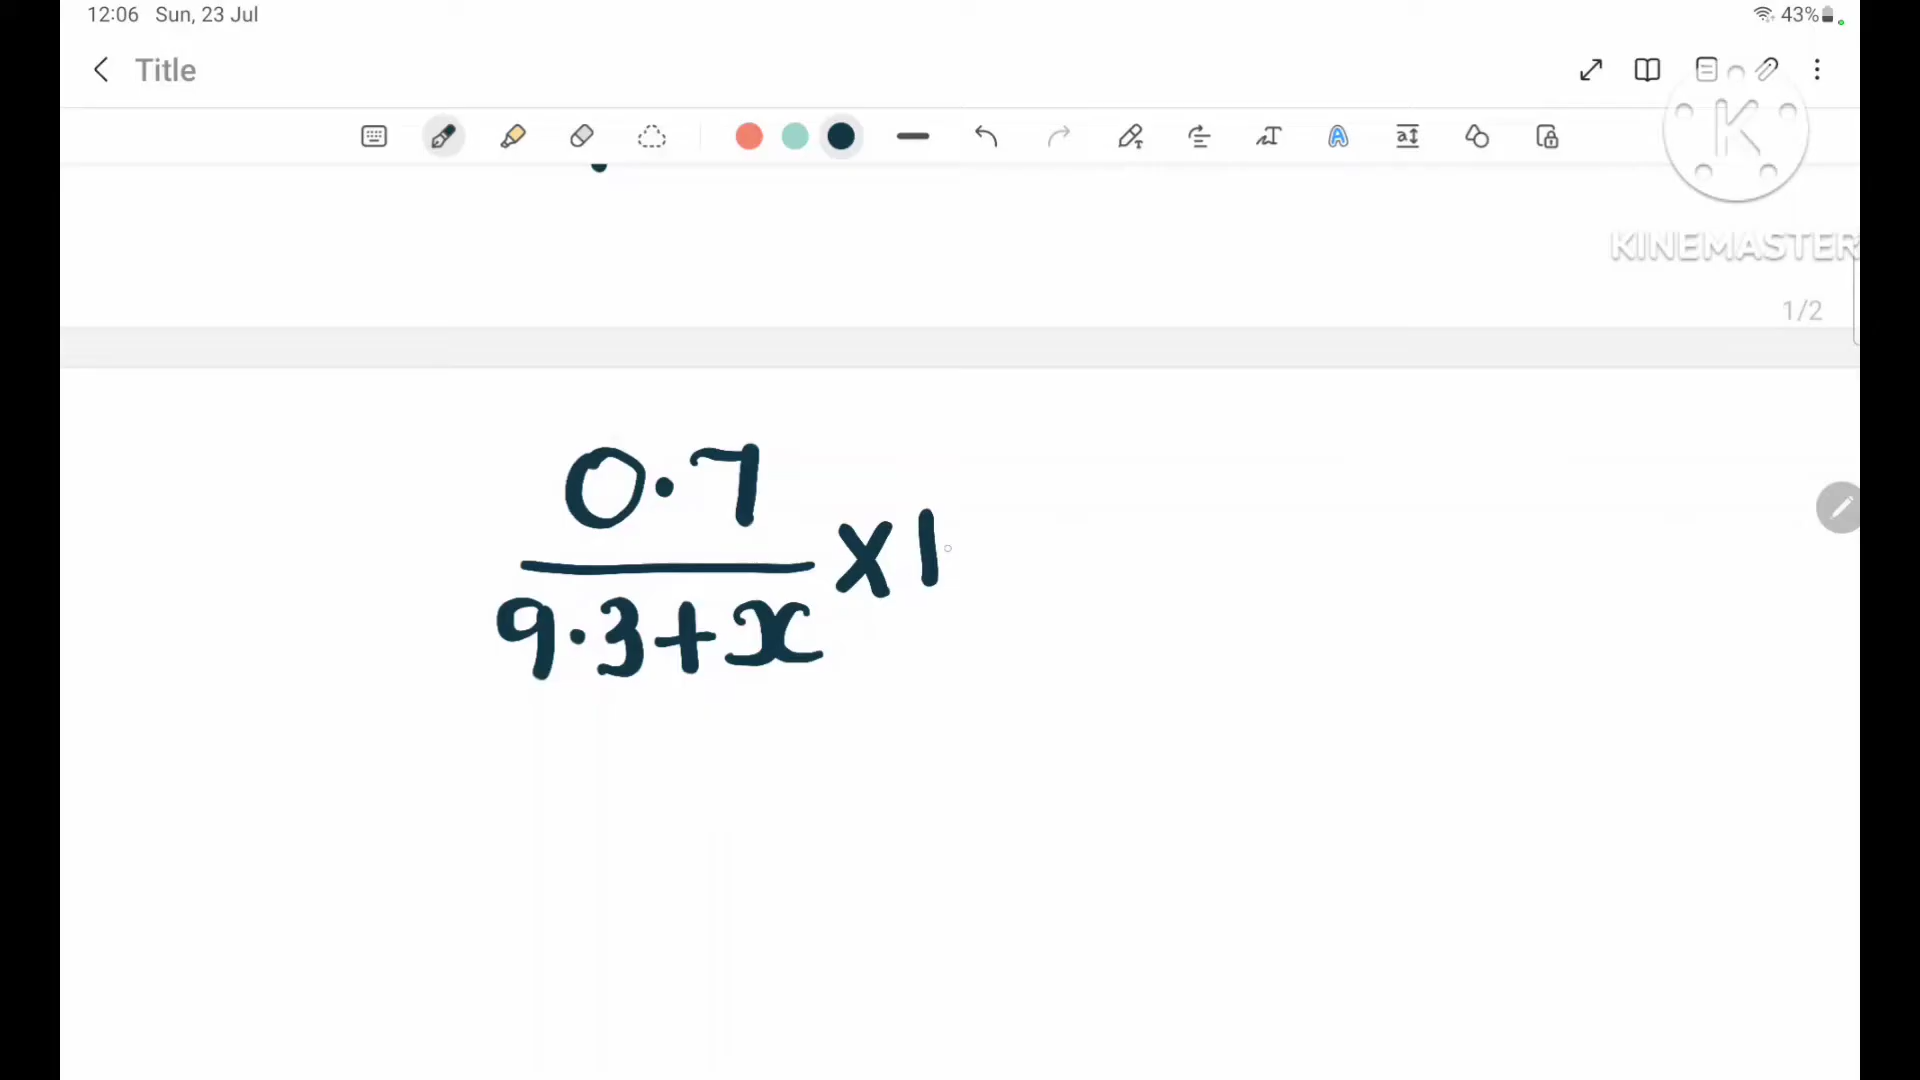 12:06 Sun, 23 Jul 43%
Title
KINEMASTER
1/2
0.7
9.3+x
x1